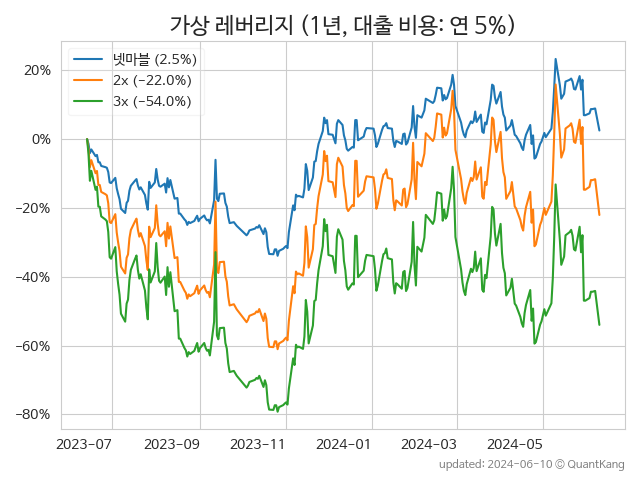 가상 레버리지 (1년, 대출 비용: 연 5%)
넷마블 (2.5%)
2x (−22.0%)
3x (−54.0%)
20%
0%
−20%
−40%
−60%
−80%
2023-07 2023-09 2023-11 2024-01 2024-03 2024-05
updated: 2024-06-10 © QuantKang